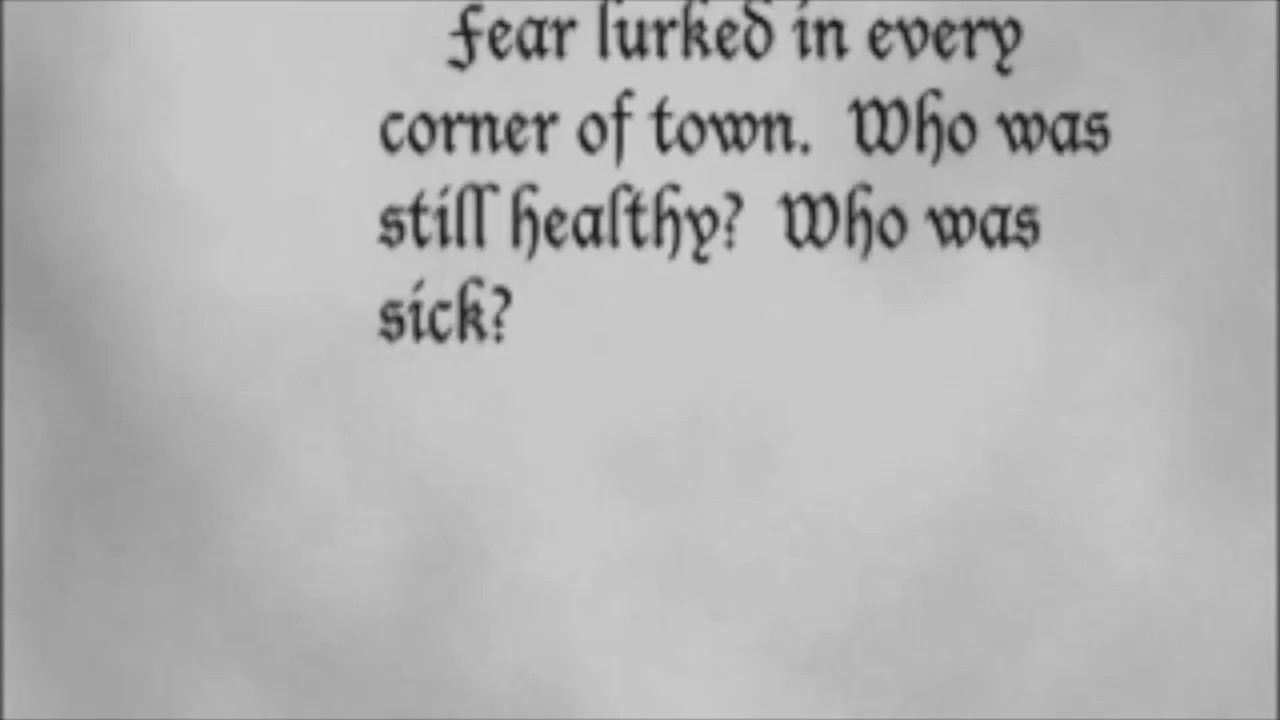 Fear lurked in every
corner of town.  Who was
still healthy?  Who was
sick?